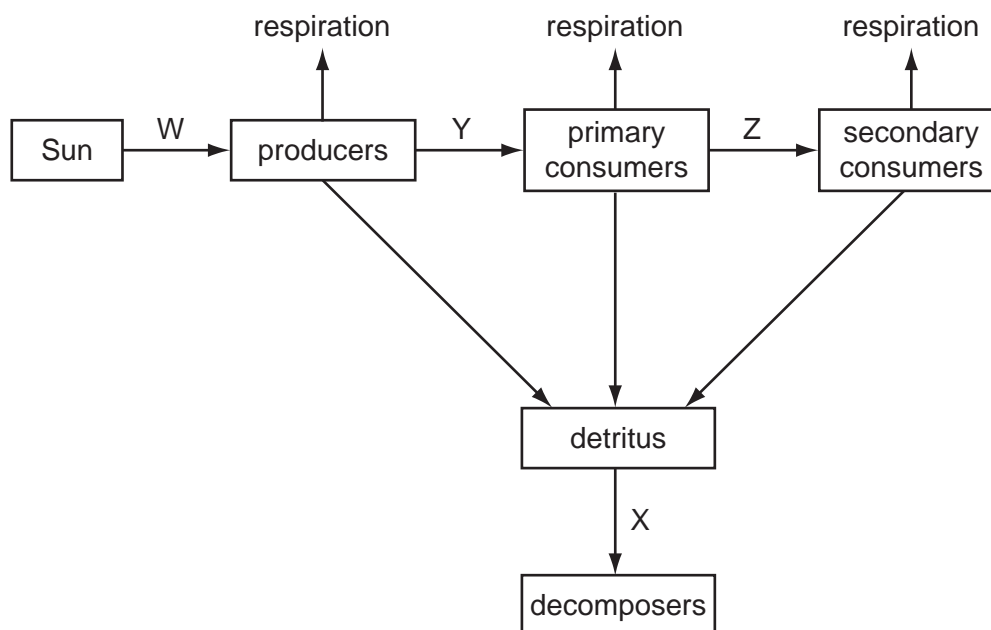 respiration
respiration
respiration
Sun
W
producers
Y
primary
consumers
Z
secondary
consumers
detritus
X
decomposers